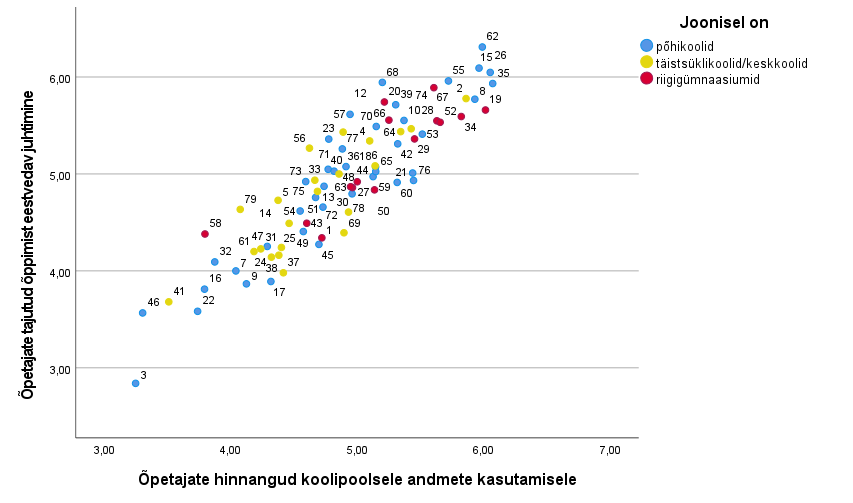 Joonisel on
põhikoolid
täistsüklikoolid/keskkoolid
riigigümnaasiumid
Õpetajate tajutud õppimist eestvedav juhtimine
6,00
5,00
4,00
3,00
62
15 26
68 55 35
12 20 39 74 2 8
67 19
57 70 66 10 28 52
23 4 64 53 34
56 77
71 36 18 6 42 29
73 33 40 44 65 21 76
48
79 5 75 63 27 59 60
14 54 13 30
51 78 50
58 43 72
61 47 31 25 1 69
49
32 7 24 45
38 37
16 9
41 17
46 22
3
3,00 4,00 5,00 6,00 7,00
Õpetajate hinnangud koolipoolsele andmete kasutamisele